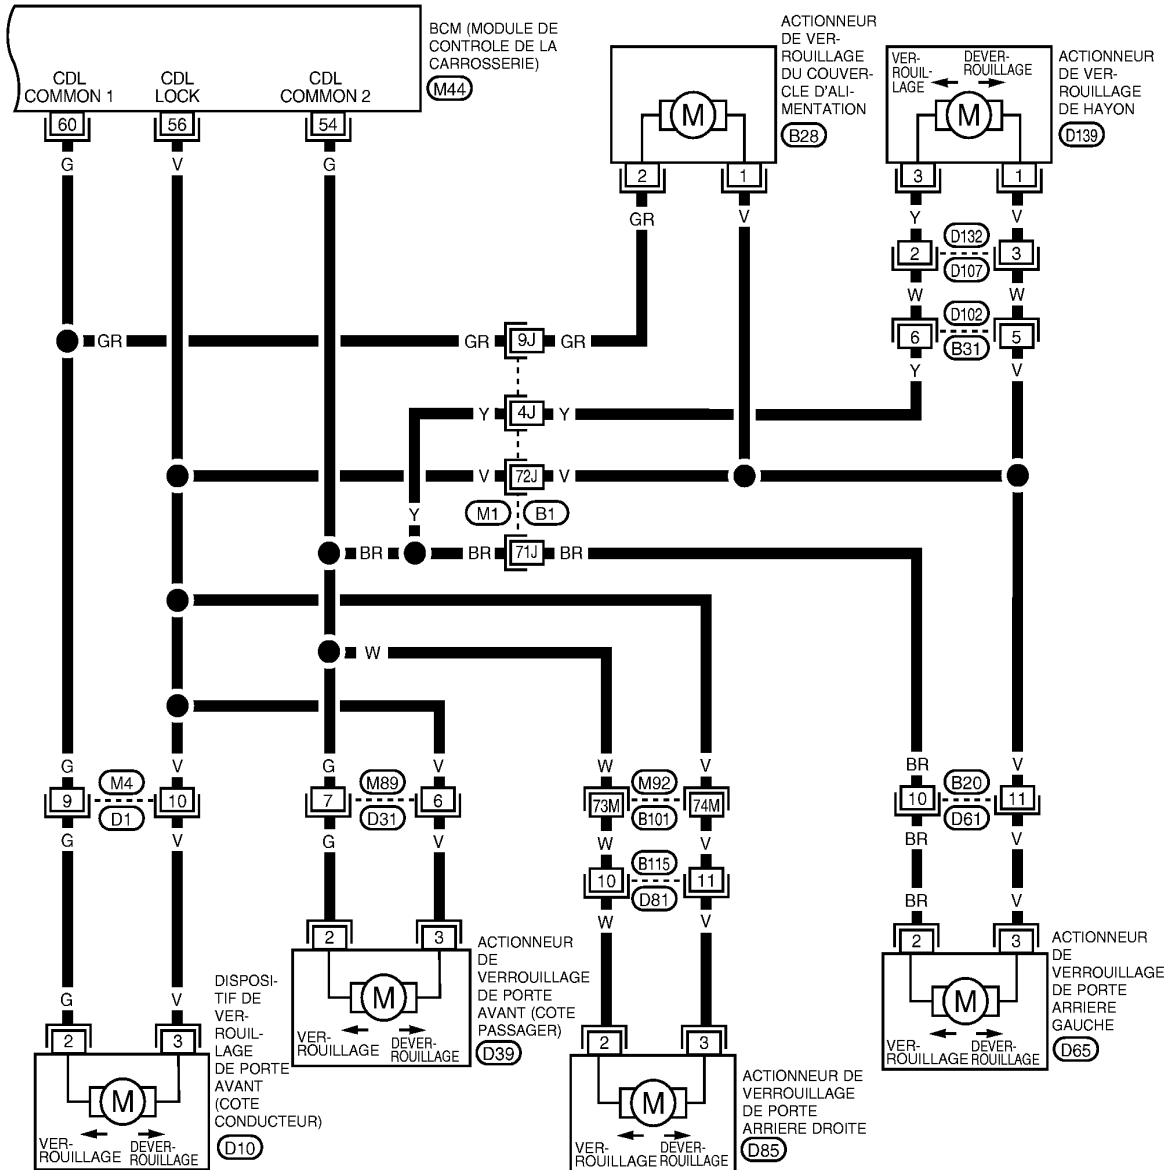 BCM (MODULE DE
CONTROLE DE LA
CARROSSERIE)
M44
CDL
COMMON 1
CDL
LOCK
CDL
COMMON 2
60
56
54
G
V
G
ACTIONNEUR
DE VER-
ROUILLAGE
DU COUVER-
CLE D'ALI-
MENTATION
B28
M
2
1
GR
V
VER-
ROUIL-
LAGE
DEVER-
ROUILLAGE
M
ACTIONNEUR
DE VER-
ROUILLAGE
DE HAYON
D139
3
1
Y
V
2
D132
D107
3
W
W
6
D102
B31
5
Y
V
GR
GR
9J
GR
Y
4J
Y
V
72J
V
Y
M1
B1
BR
BR
71J
BR
W
G
V
9
M4
D1
10
G
V
G
V
G
V
7
M89
D31
6
G
V
W
V
73M
M92
B101
74M
W
V
10
B115
D81
11
W
V
BR
V
10
B20
D61
11
BR
V
BR
V
2
3
M
VER-
ROUILLAGE
DEVER-
ROUILLAGE
DISPOSI-
TIF DE
VER-
ROUIL-
LAGE
DE PORTE
AVANT
(COTE
CONDUCTEUR)
D10
2
3
M
VER-
ROUILLAGE
DEVER-
ROUILLAGE
ACTIONNEUR
DE
VERROUILLAGE
DE PORTE
AVANT (COTE
PASSAGER)
D39
2
3
M
VER-
ROUILLAGE
DEVER-
ROUILLAGE
ACTIONNEUR DE
VERROUILLAGE
DE PORTE
ARRIERE DROITE
D85
2
3
M
VER-
ROUILLAGE
DEVER-
ROUILLAGE
ACTIONNEUR
DE
VERROUILLAGE
DE PORTE
ARRIERE
GAUCHE
D65